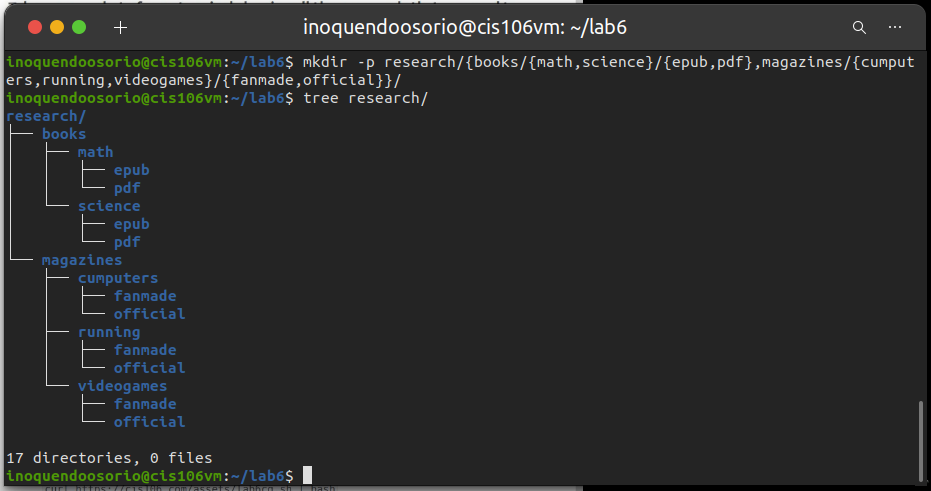 inoquendoosorio@cis106vm: ~/lab6
inoquendoosorio@cis106vm:~/lab6$ mkdir -p research/{books/{math,science}/{epub,pdf},magazines/{cumput
ers,running,videogames}/{fanmade,official}}/
inoquendoosorio@cis106vm:~/lab6$ tree research/
research/
├── books
│   ├── math
│   │   ├── epub
│   │   └── pdf
│   └── science
│       ├── epub
│       └── pdf
└── magazines
    ├── cumputers
    │   ├── fanmade
    │   └── official
    ├── running
    │   ├── fanmade
    │   └── official
    └── videogames
        ├── fanmade
        └── official
17 directories, 0 files
inoquendoosorio@cis106vm:~/lab6$